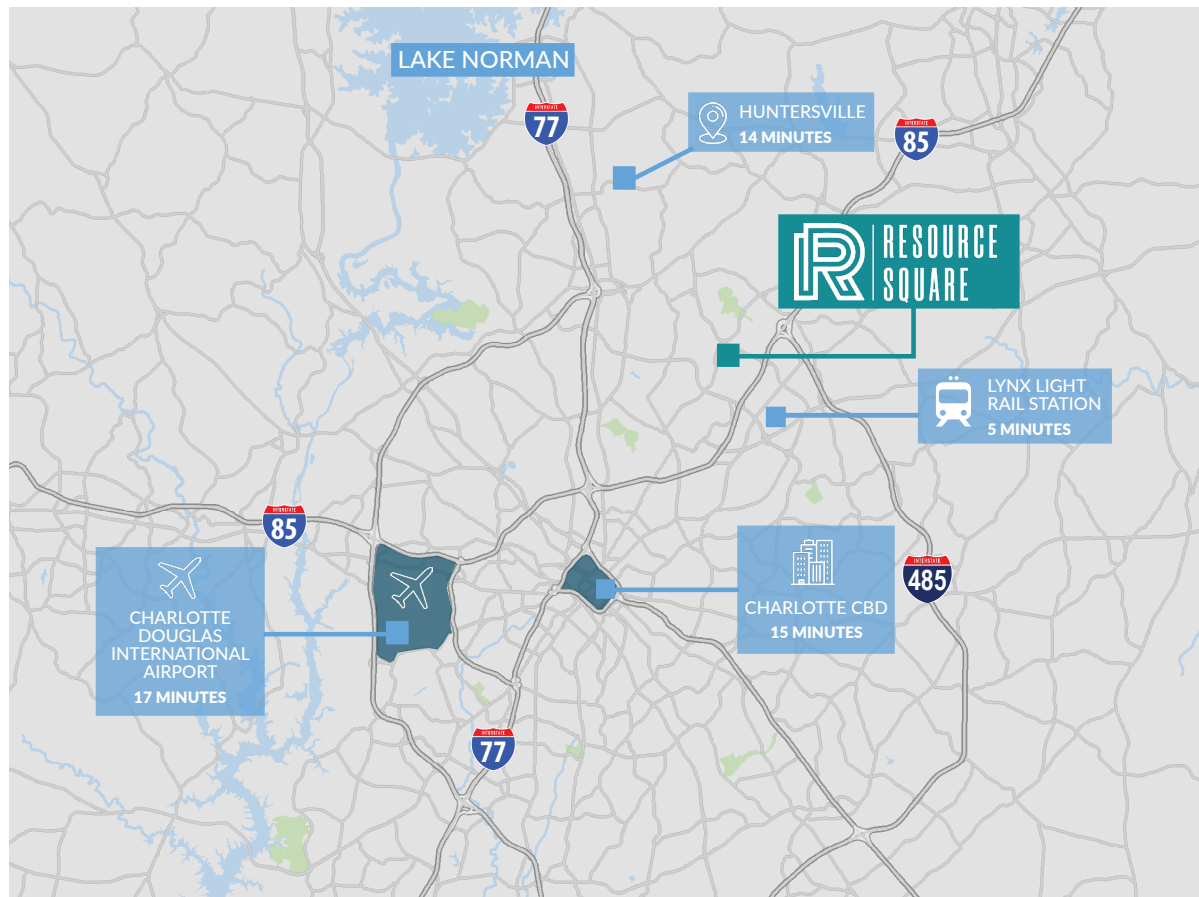 LAKE NORMAN
INTERSTATE
77
HUNTERSVILLE
14 MINUTES
INTERSTATE
85
RESOURCE
SQUARE
LYNX LIGHT
RAIL STATION
5 MINUTES
INTERSTATE
85
CHARLOTTE
DOUGLAS
INTERNATIONAL
AIRPORT
17 MINUTES
CHARLOTTE CBD
15 MINUTES
INTERSTATE
485
INTERSTATE
77